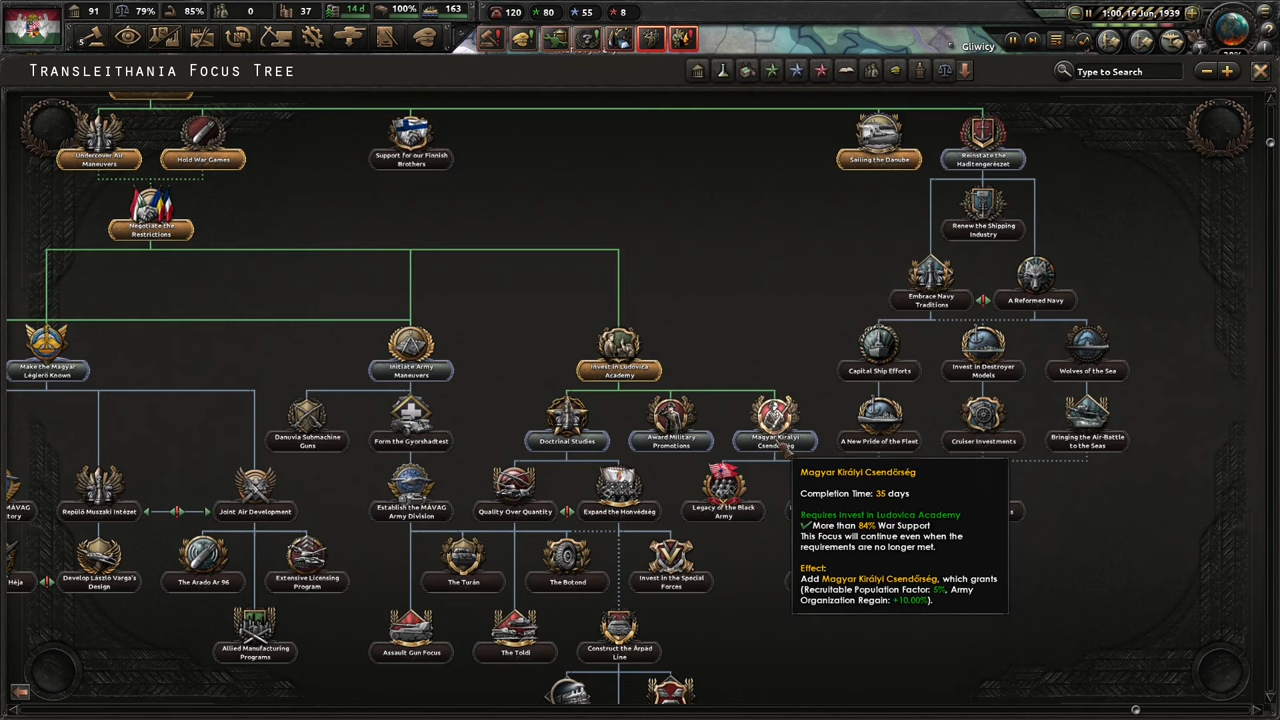 91 79% 85% 0 37 14 d 100% 163 120 80 55 8 1:00, 16 Jun, 1939
5
Gliwicy
Transleithania Focus Tree
Type to Search
Undercover Air
Maneuvers
Hold War Games
Support for our Finnish
Brothers
Sailing the Danube
Reinstate the
Haditengerészet
Negotiate the
Restrictions
Renew the Shipping
Industry
Embrace Navy
Traditions
A Reformed Navy
Make the Magyar
Légierő Known
Initiate Army
Maneuvers
Invest in Ludovica
Academy
Capital Ship Efforts
Invest in Destroyer
Models
Wolves of the Sea
Danuvia Submachine
Guns
Form the Gyorshadtest
Doctrinal Studies
Award Military
Promotions
Magyar Királyi
A New Pride of the Fleet
Cruiser Investments
Bringing the Air-Battle
to the Seas
Magyar Királyi Csendőrség
Completion Time: 35 days
Requires Invest in Ludovica Academy
More than 84% War Support
This Focus will continue even when the
requirements are no longer met.
Effect:
Add Magyar Királyi Csendőrség, which grants
(Recruitable Population Factor: 5%, Army
Organization Regain: +10.00%).
Repülő Muszaki Intézet
Joint Air Development
Establish the MÁVAG
Army Division
Quality Over Quantity
Expand the Honvédség
Legacy of the Black
Army
Héja
Develop László Varga's
Design
The Arado Ar 96
Extensive Licensing
Program
The Turán
The Botond
Invest in the Special
Forces
Allied Manufacturing
Programs
Assault Gun Focus
The Toldi
Construct the Árpád
Line